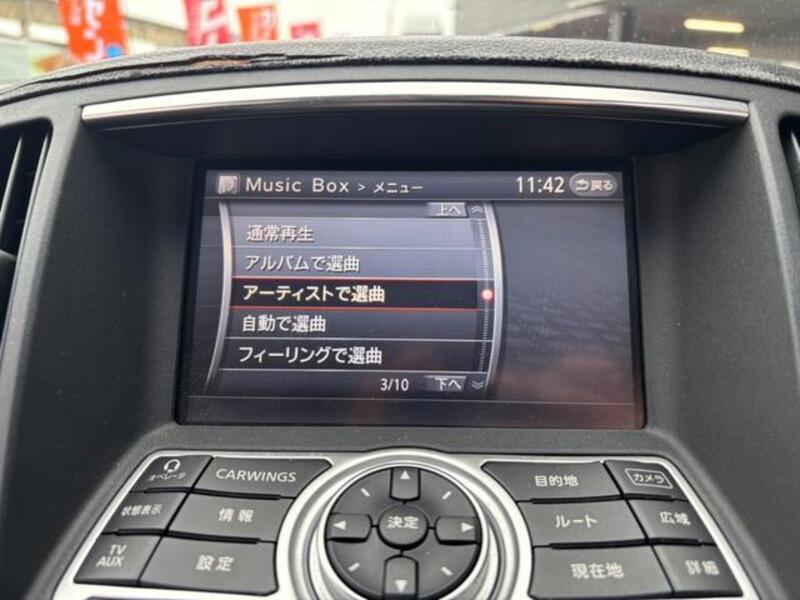 Music Box > メニュー 11:42 戻る
上へ
通常再生
アルバムで選曲
アーティストで選曲
自動で選曲
フィーリングで選曲
3/10 下へ
オペレータ
CARWINGS
目的地
カメラ
状態表示
情報
決定
ルート
広域
TV
AUX
設定
現在地
詳細